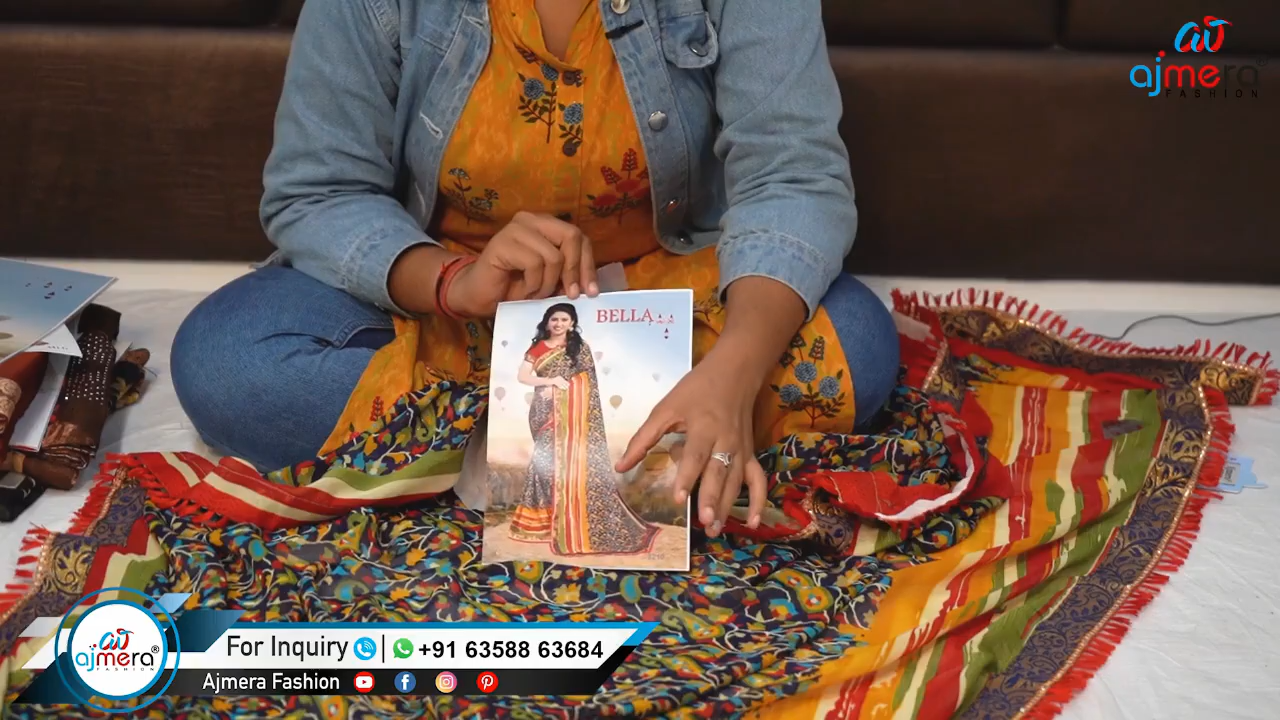 ajmera®
FASHION
BELLA
For Inquiry | +91 63588 63684
ajmera®
FASHION
Ajmera Fashion